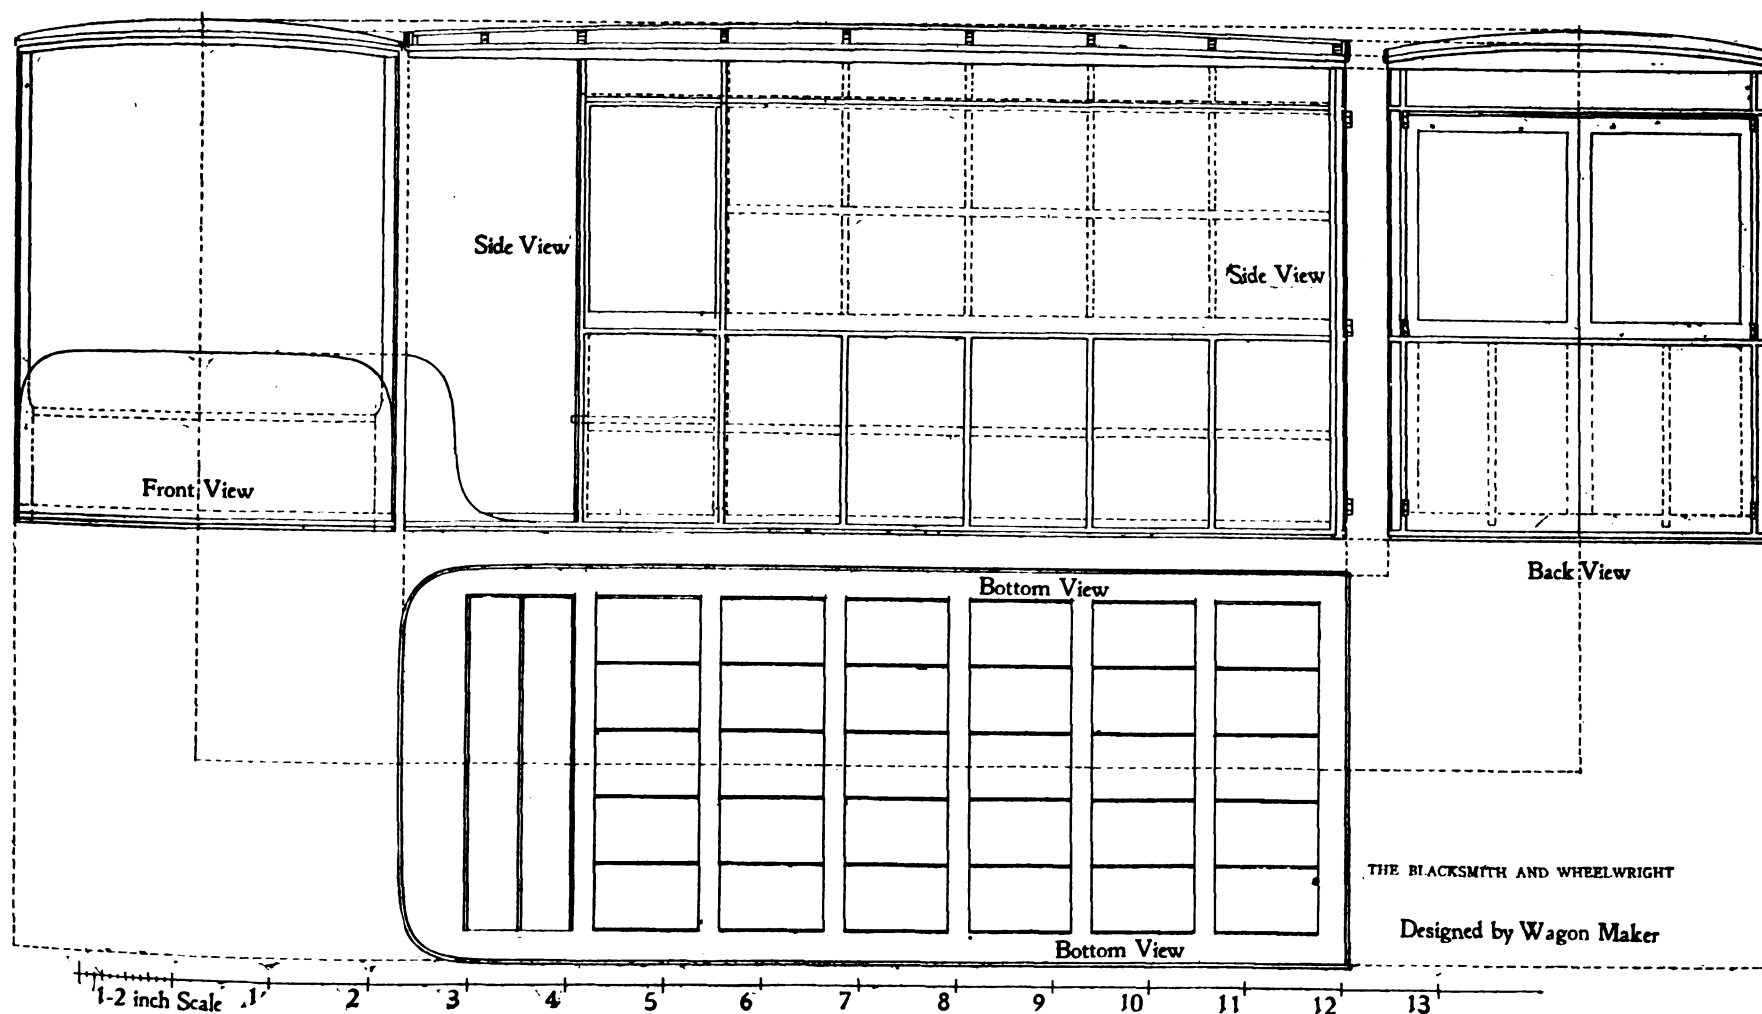 Side View
Side View
Front View
Back View
Bottom View
THE BLACKSMITH AND WHEELWRIGHT
Designed by Wagon Maker
Bottom View
1-2 inch Scale 1 2 3 4 5 6 7 8 9 10 11 12 13